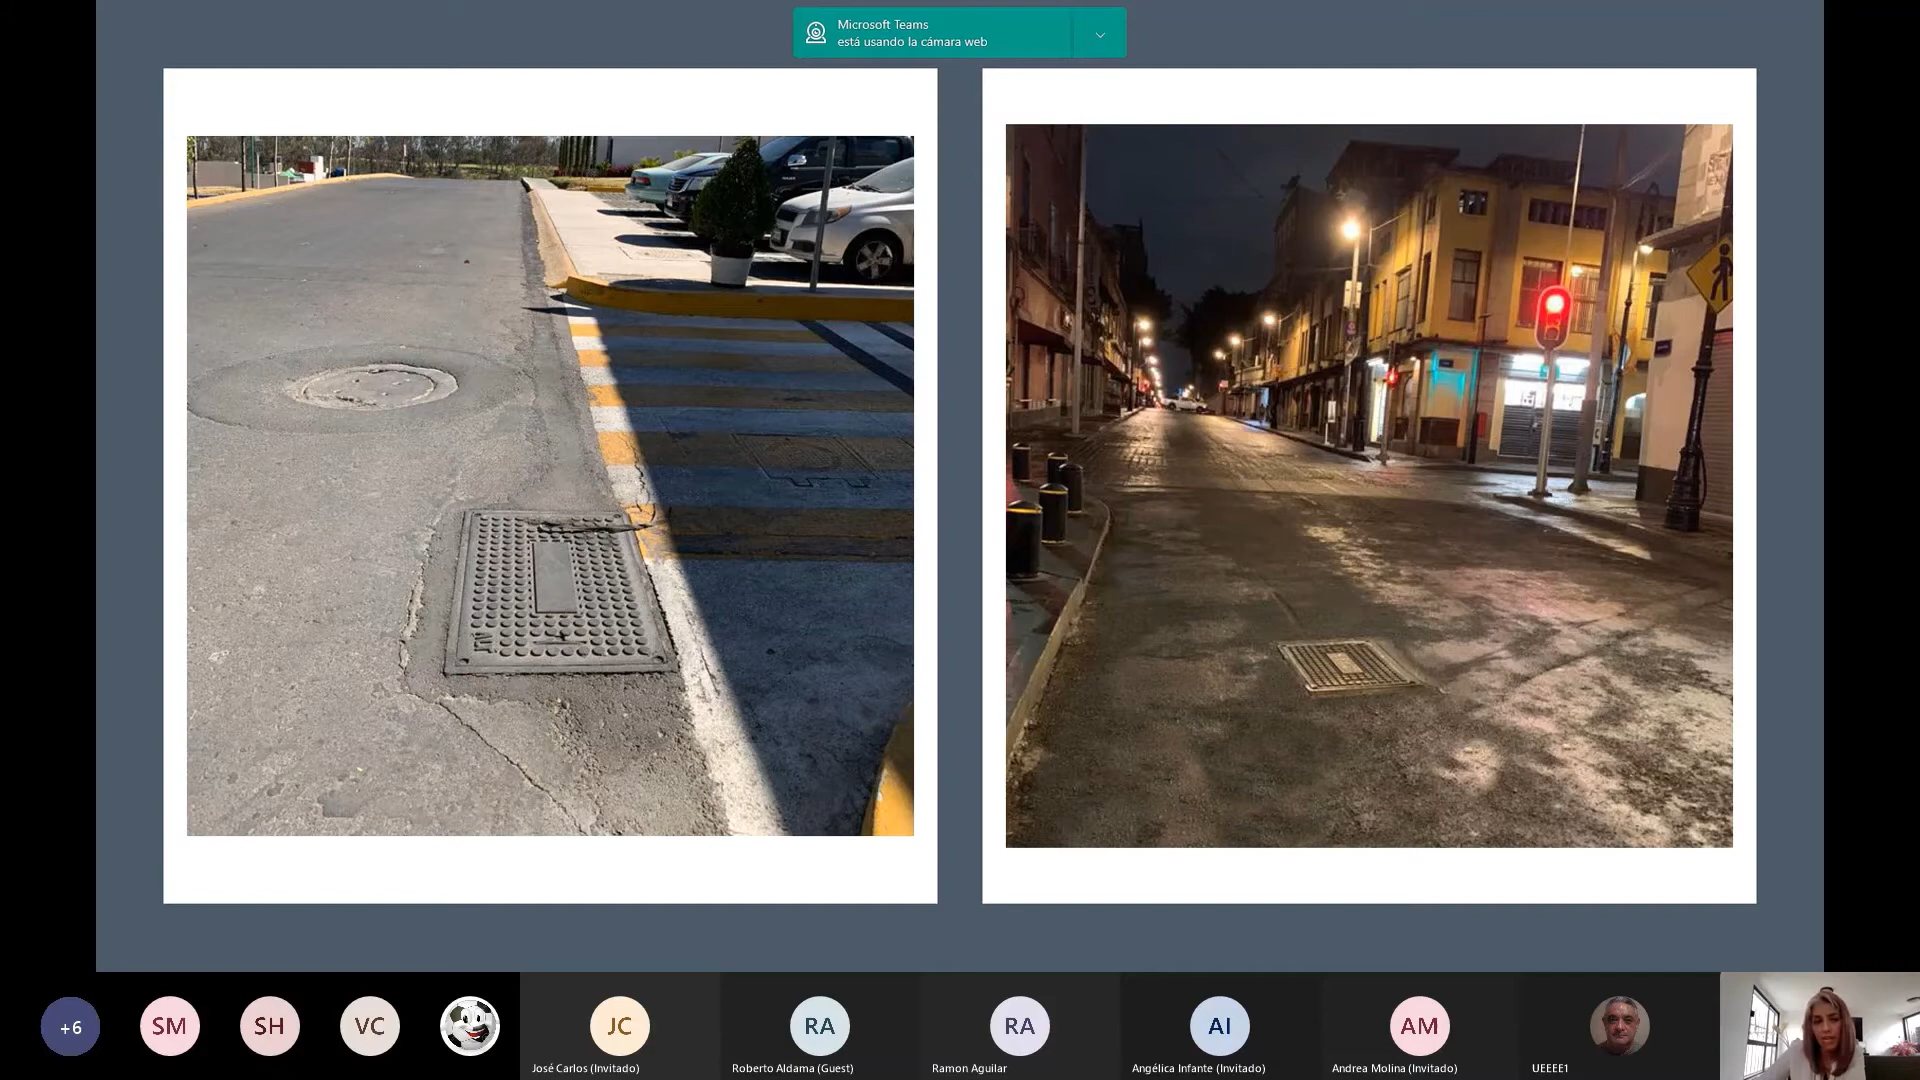 Microsoft Teams
está usando la cámara web
+6
SM
SH
VC
JC
RA
RA
AI
AM
José Carlos (Invitado)
Roberto Aldama (Guest)
Ramon Aguilar
Angélica Infante (Invitado)
Andrea Molina (Invitado)
UEEEE1